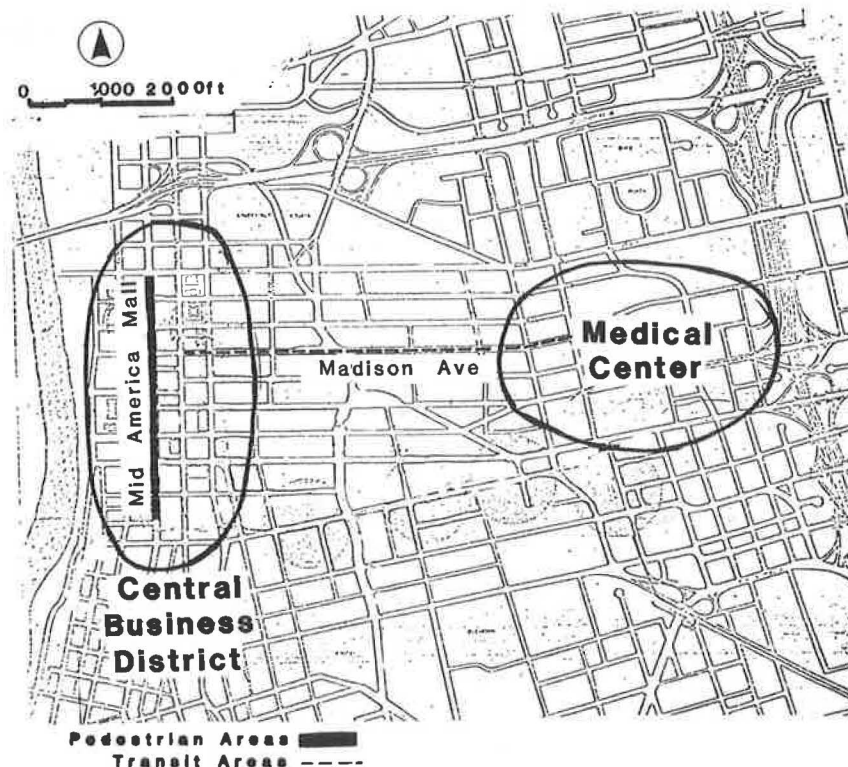 0 1000 2000ft
Mid America Mall
Madison Ave
Medical
Center
Central
Business
District
Pedestrian Areas
Transit Areas